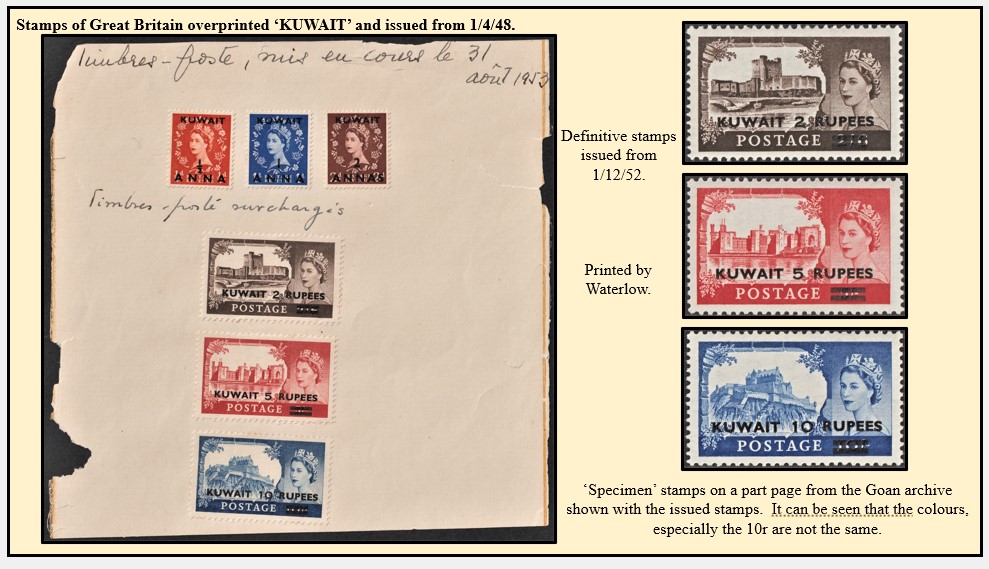 Stamps of Great Britain overprinted ‘KUWAIT’ and issued from 1/4/48.
Timbres-poste, mis en cours le 31
août 1953
KUWAIT
½
ANNA
KUWAIT
1
ANNA
KUWAIT
2
ANNAS
Timbres-poste surchargés
KUWAIT 2 RUPEES
POSTAGE
KUWAIT 5 RUPEES
POSTAGE
KUWAIT 10 RUPEES
POSTAGE
Definitive stamps
issued from
1/12/52.
Printed by
Waterlow.
KUWAIT 2 RUPEES
POSTAGE
KUWAIT 5 RUPEES
POSTAGE
KUWAIT 10 RUPEES
POSTAGE
‘Specimen’ stamps on a part page from the Goan archive
shown with the issued stamps.  It can be seen that the colours,
especially the 10r are not the same.